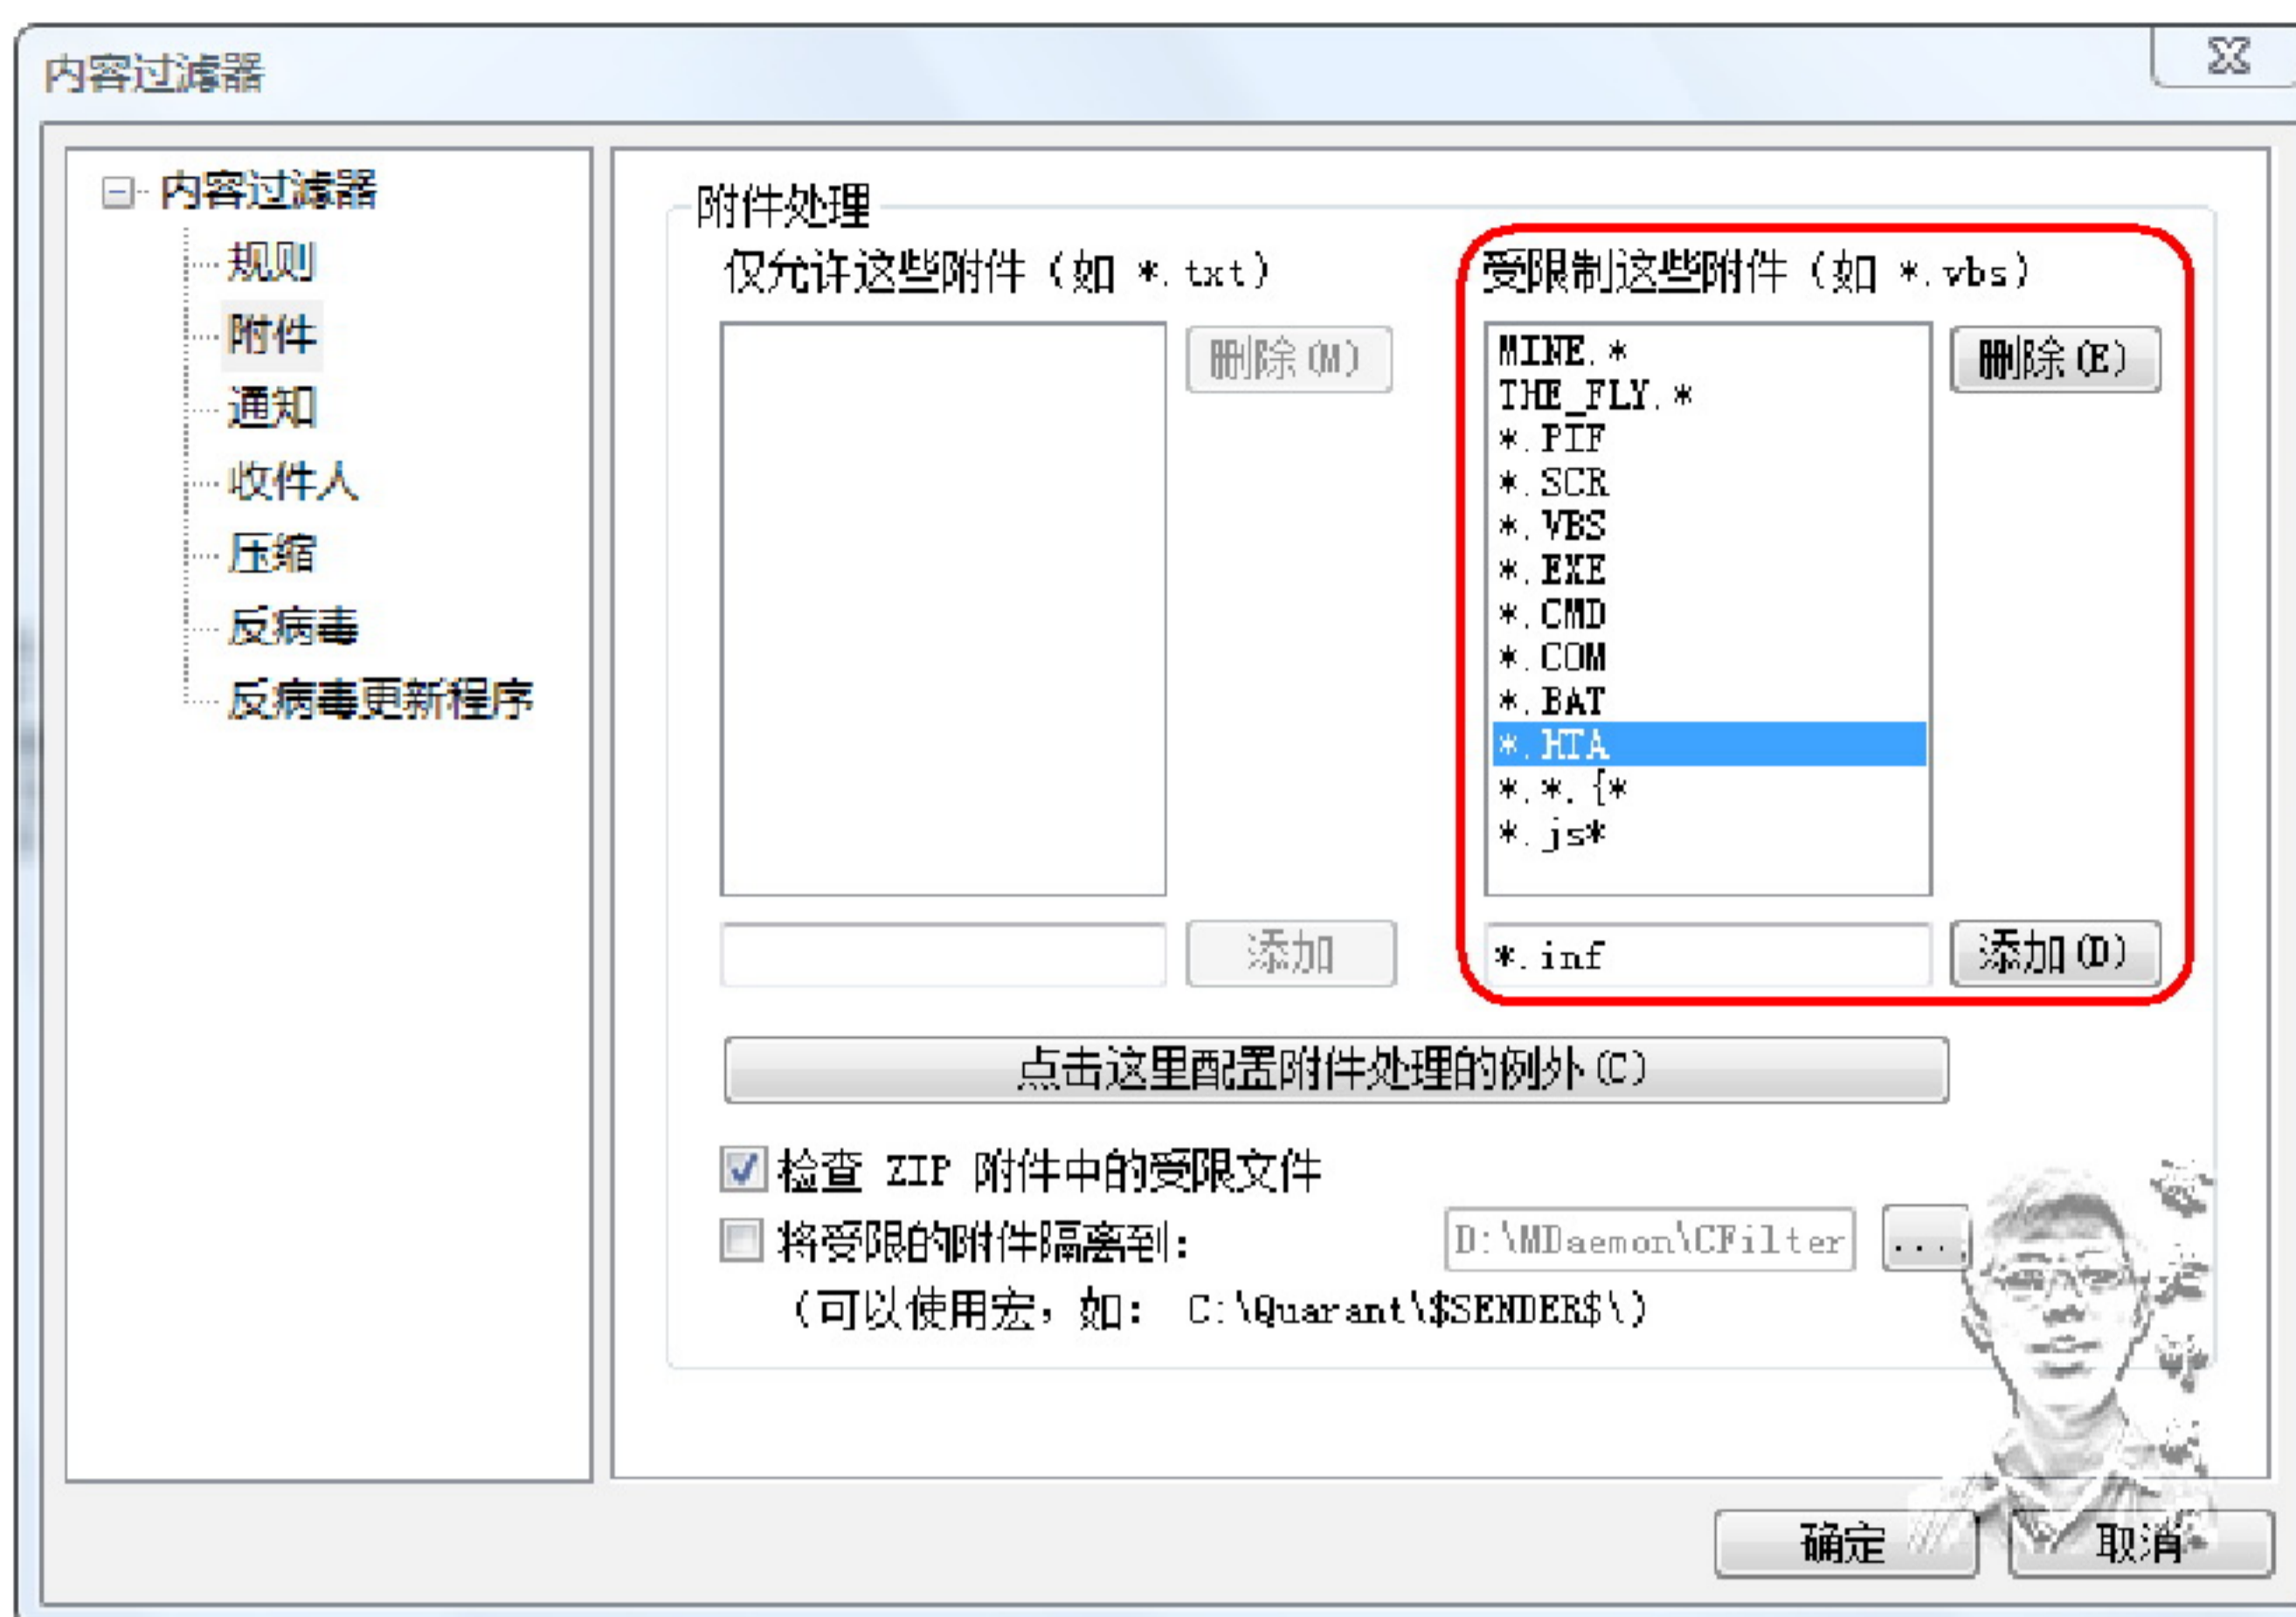 内容过滤器
内容过滤器
规则
附件
通知
收件人
压缩
反病毒
反病毒更新程序
附件处理
仅允许这些附件（如 *.txt）
删除(M)
添加
受限制这些附件（如 *.vbs）
MINE.*
THE_FLY.*
*.PIF
*.SCR
*.VBS
*.EXE
*.CMD
*.COM
*.BAT
*.HTA
*.*.{*
*.js*
删除(E)
*.inf
添加(D)
点击这里配置附件处理的例外(C)
检查 ZIP 附件中的受限文件
将受限的附件隔离到：
D:\MDaemon\CFilter
...
（可以使用宏，如： C:\Quarant\$SENDER$\）
确定
取消